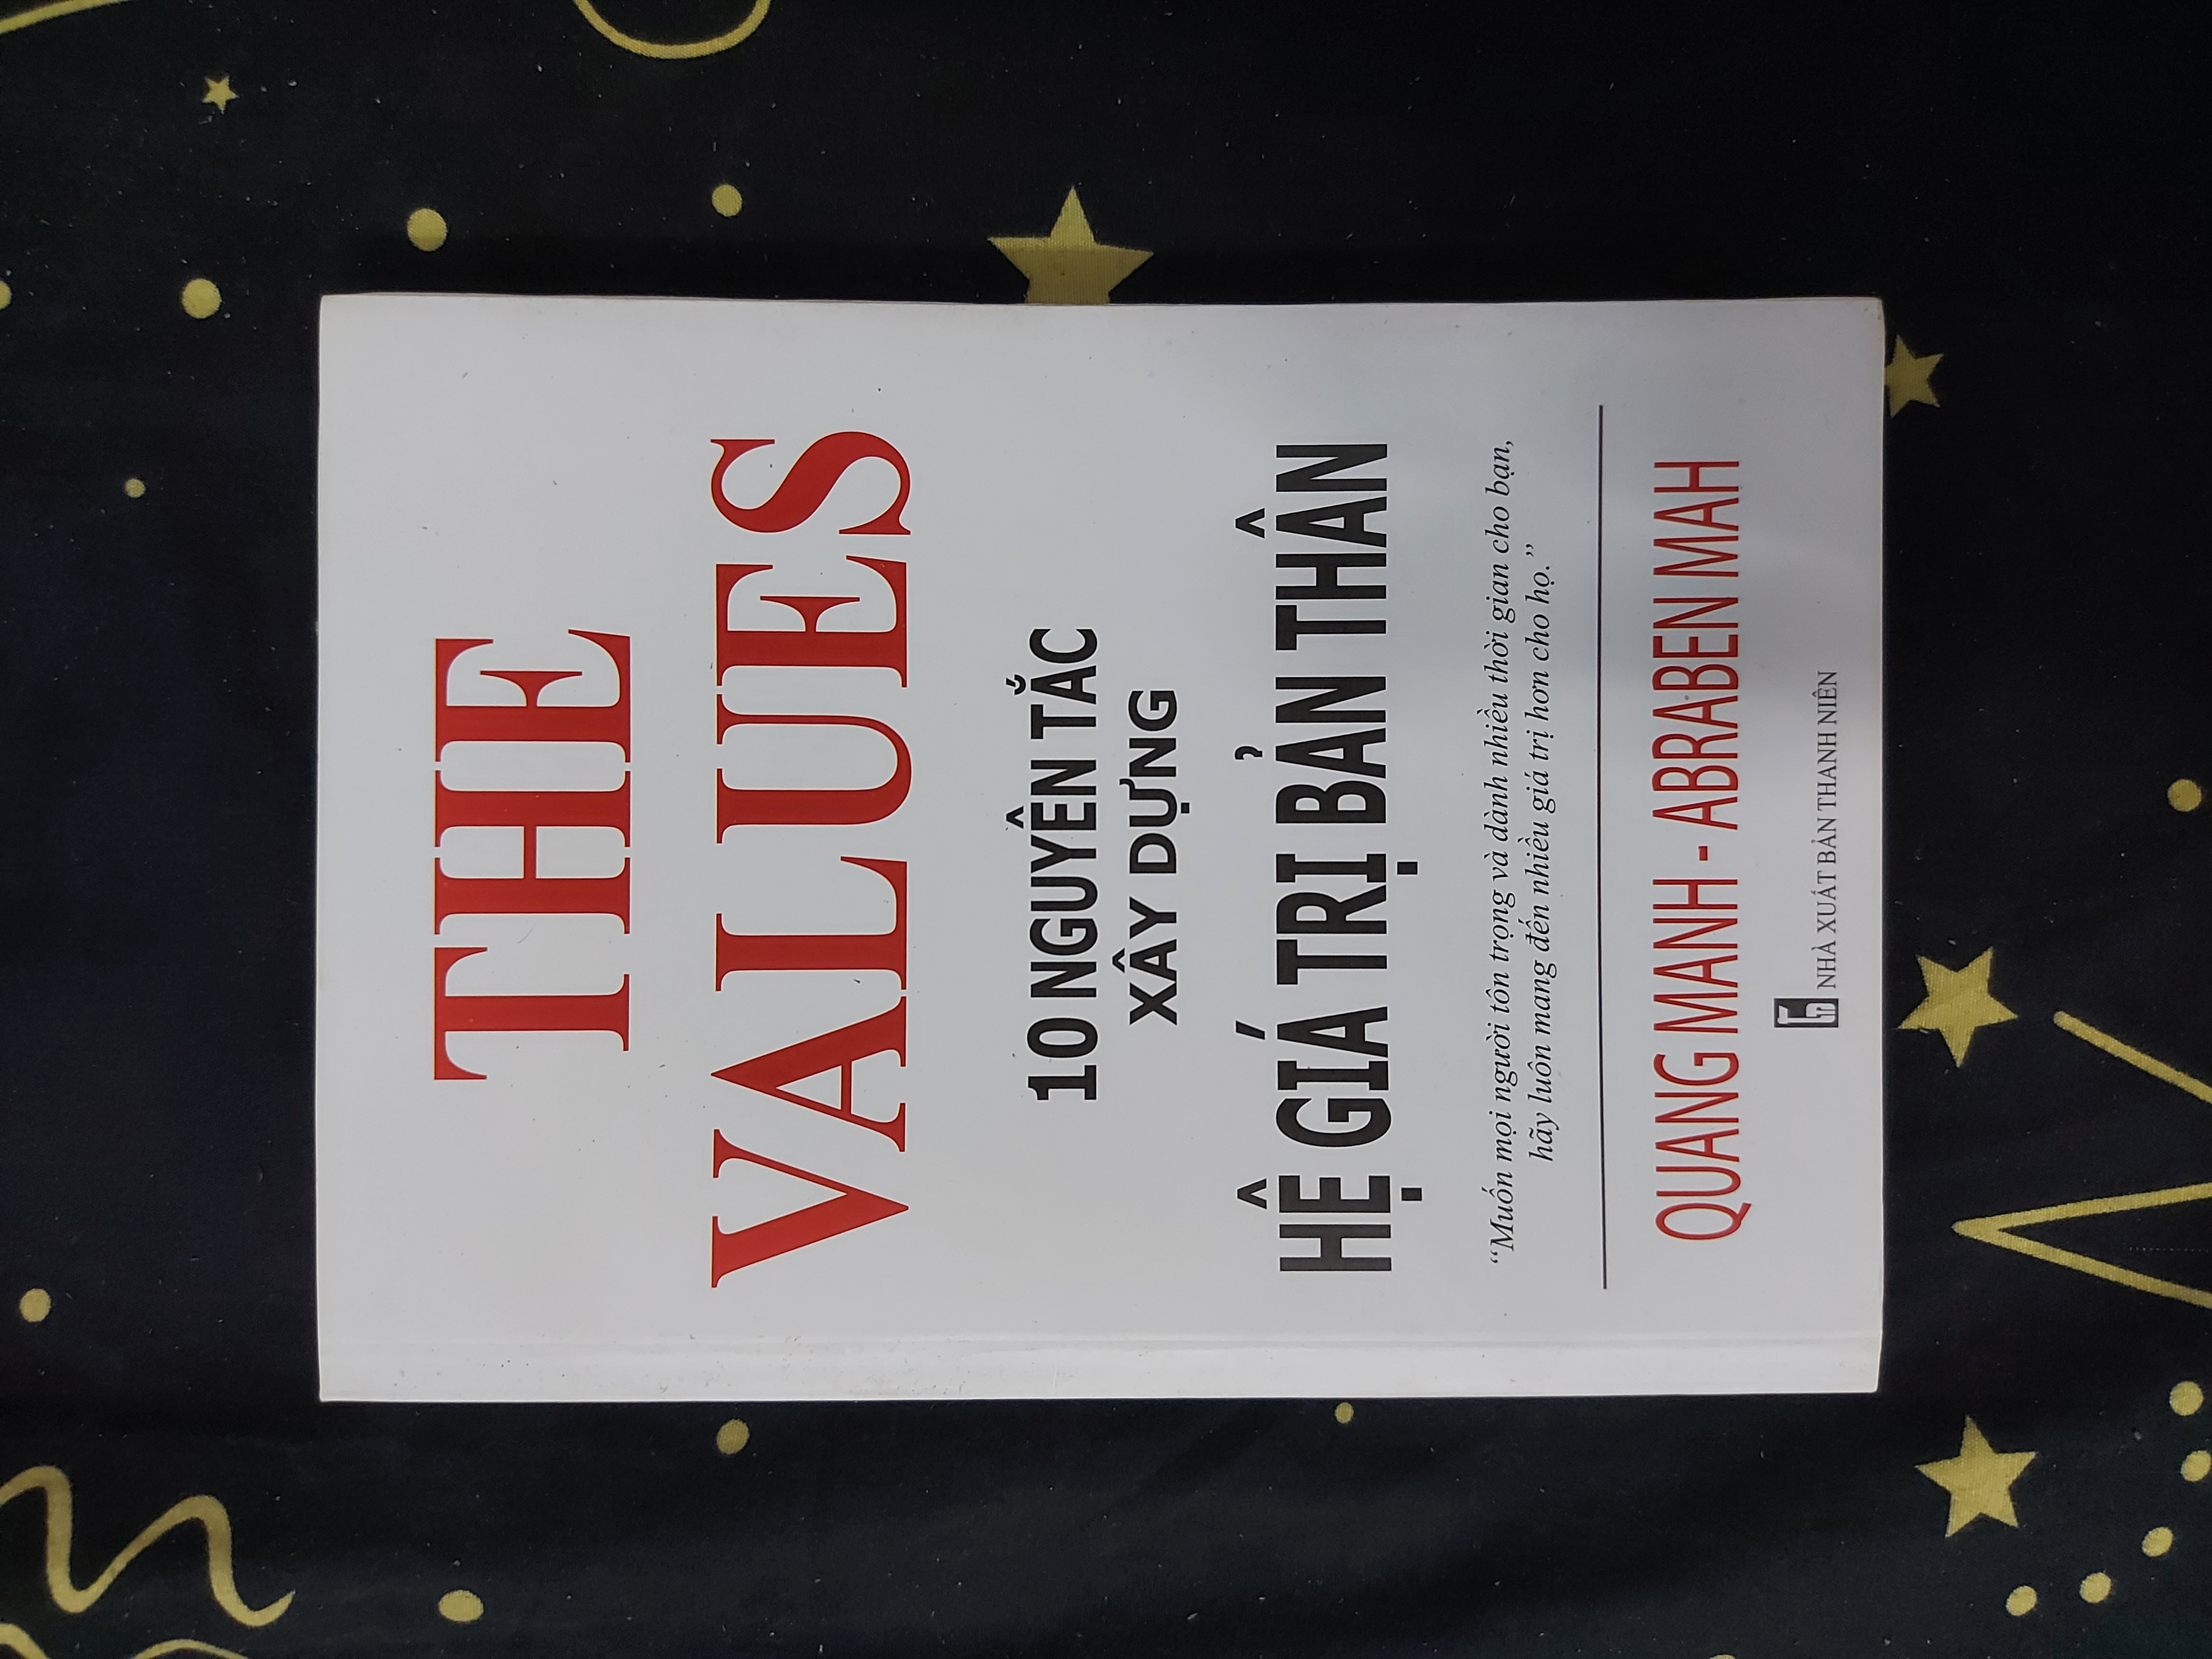 THE
VALUES
10 NGUYÊN TẮC
XÂY DỰNG
HỆ GIÁ TRỊ BẢN THÂN
“Muốn mọi người tôn trọng và dành nhiều thời gian cho bạn,
hãy luôn mang đến nhiều giá trị hơn cho họ.”
QUANG MANH - ABRABEN MAH
NHÀ XUẤT BẢN THANH NIÊN